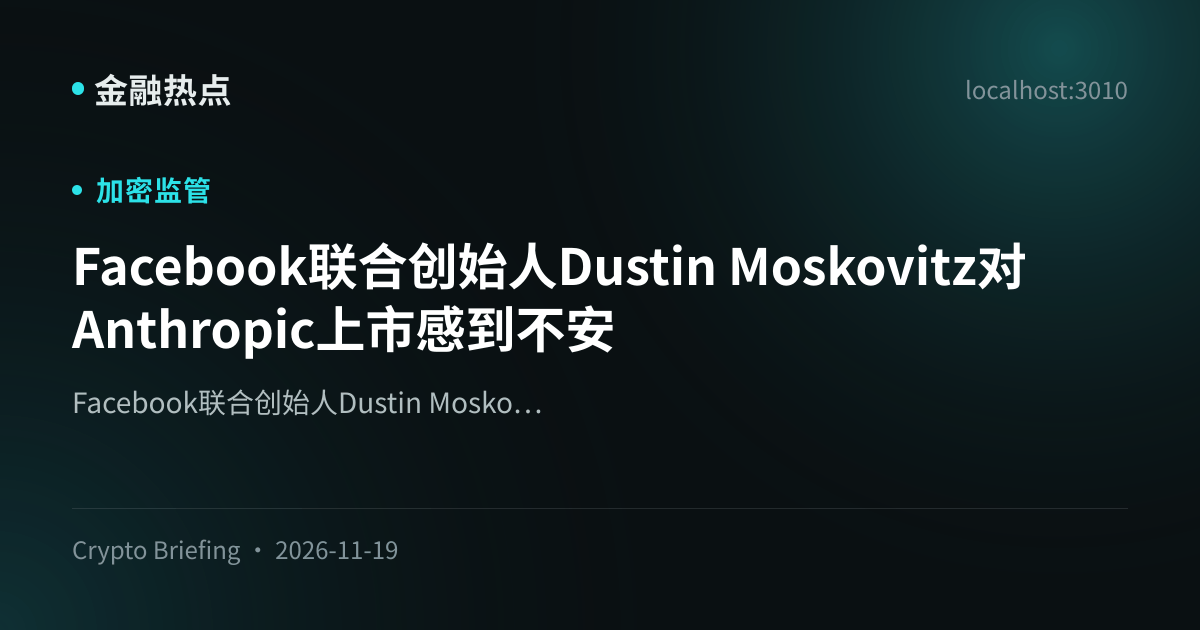 金融热点
localhost:3010
加密监管
Facebook联合创始人Dustin Moskovitz对
Anthropic上市感到不安
Facebook联合创始人Dustin Mosko…
Crypto Briefing · 2026-11-19